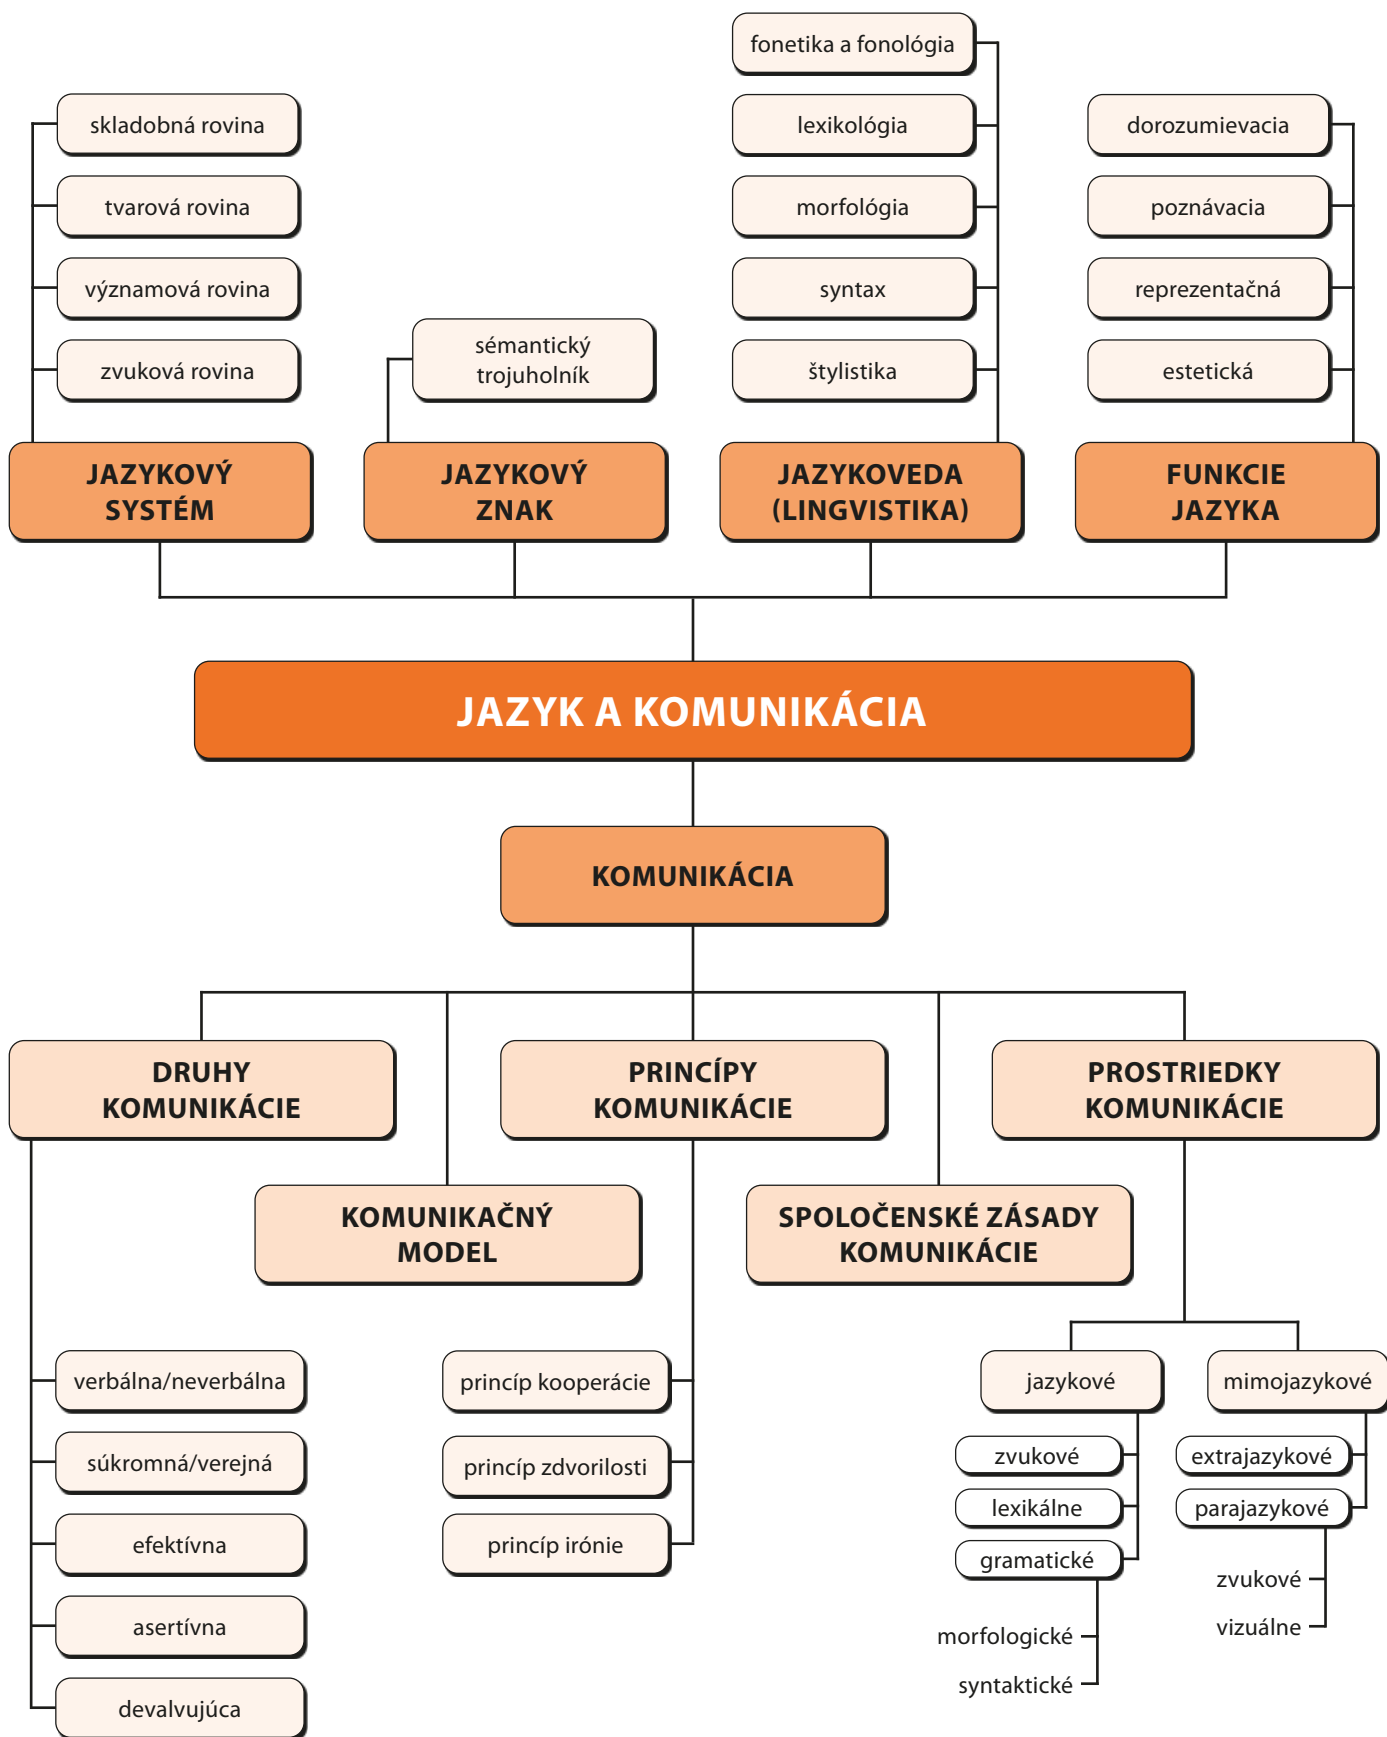 fonetika a fonológia
skladobná rovina
lexikológia
dorozumievacia
tvarová rovina
morfológia
poznávacia
významová rovina
syntax
reprezentačná
sémantický
trojuholník
zvuková rovina
štylistika
estetická
JAZYKOVÝ
SYSTÉM
JAZYKOVÝ
ZNAK
JAZYKOVEDA
(LINGVISTIKA)
FUNKCIE
JAZYKA
JAZYK A KOMUNIKÁCIA
KOMUNIKÁCIA
DRUHY
KOMUNIKÁCIE
PRINCÍPY
KOMUNIKÁCIE
PROSTRIEDKY
KOMUNIKÁCIE
KOMUNIKAČNÝ
MODEL
SPOLOČENSKÉ ZÁSADY
KOMUNIKÁCIE
verbálna/neverbálna
súkromná/verejná
efektívna
asertívna
devalvujúca
princíp kooperácie
princíp zdvorilosti
princíp irónie
jazykové
zvukové
lexikálne
gramatické
morfologické
syntaktické
mimojazykové
extrajazykové
parajazykové
zvukové
vizuálne